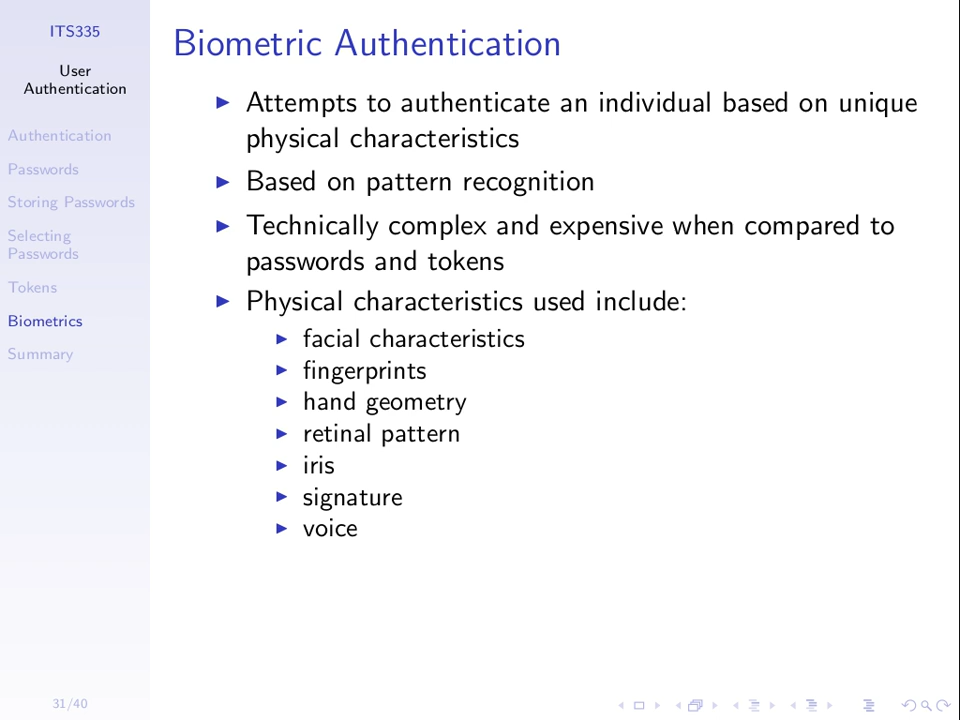 ITS335
User
Authentication
Authentication
Passwords
Storing Passwords
Selecting
Passwords
Tokens
Biometrics
Summary
31/40
Biometric Authentication
Attempts to authenticate an individual based on unique
physical characteristics
Based on pattern recognition
Technically complex and expensive when compared to
passwords and tokens
Physical characteristics used include:
facial characteristics
fingerprints
hand geometry
retinal pattern
iris
signature
voice